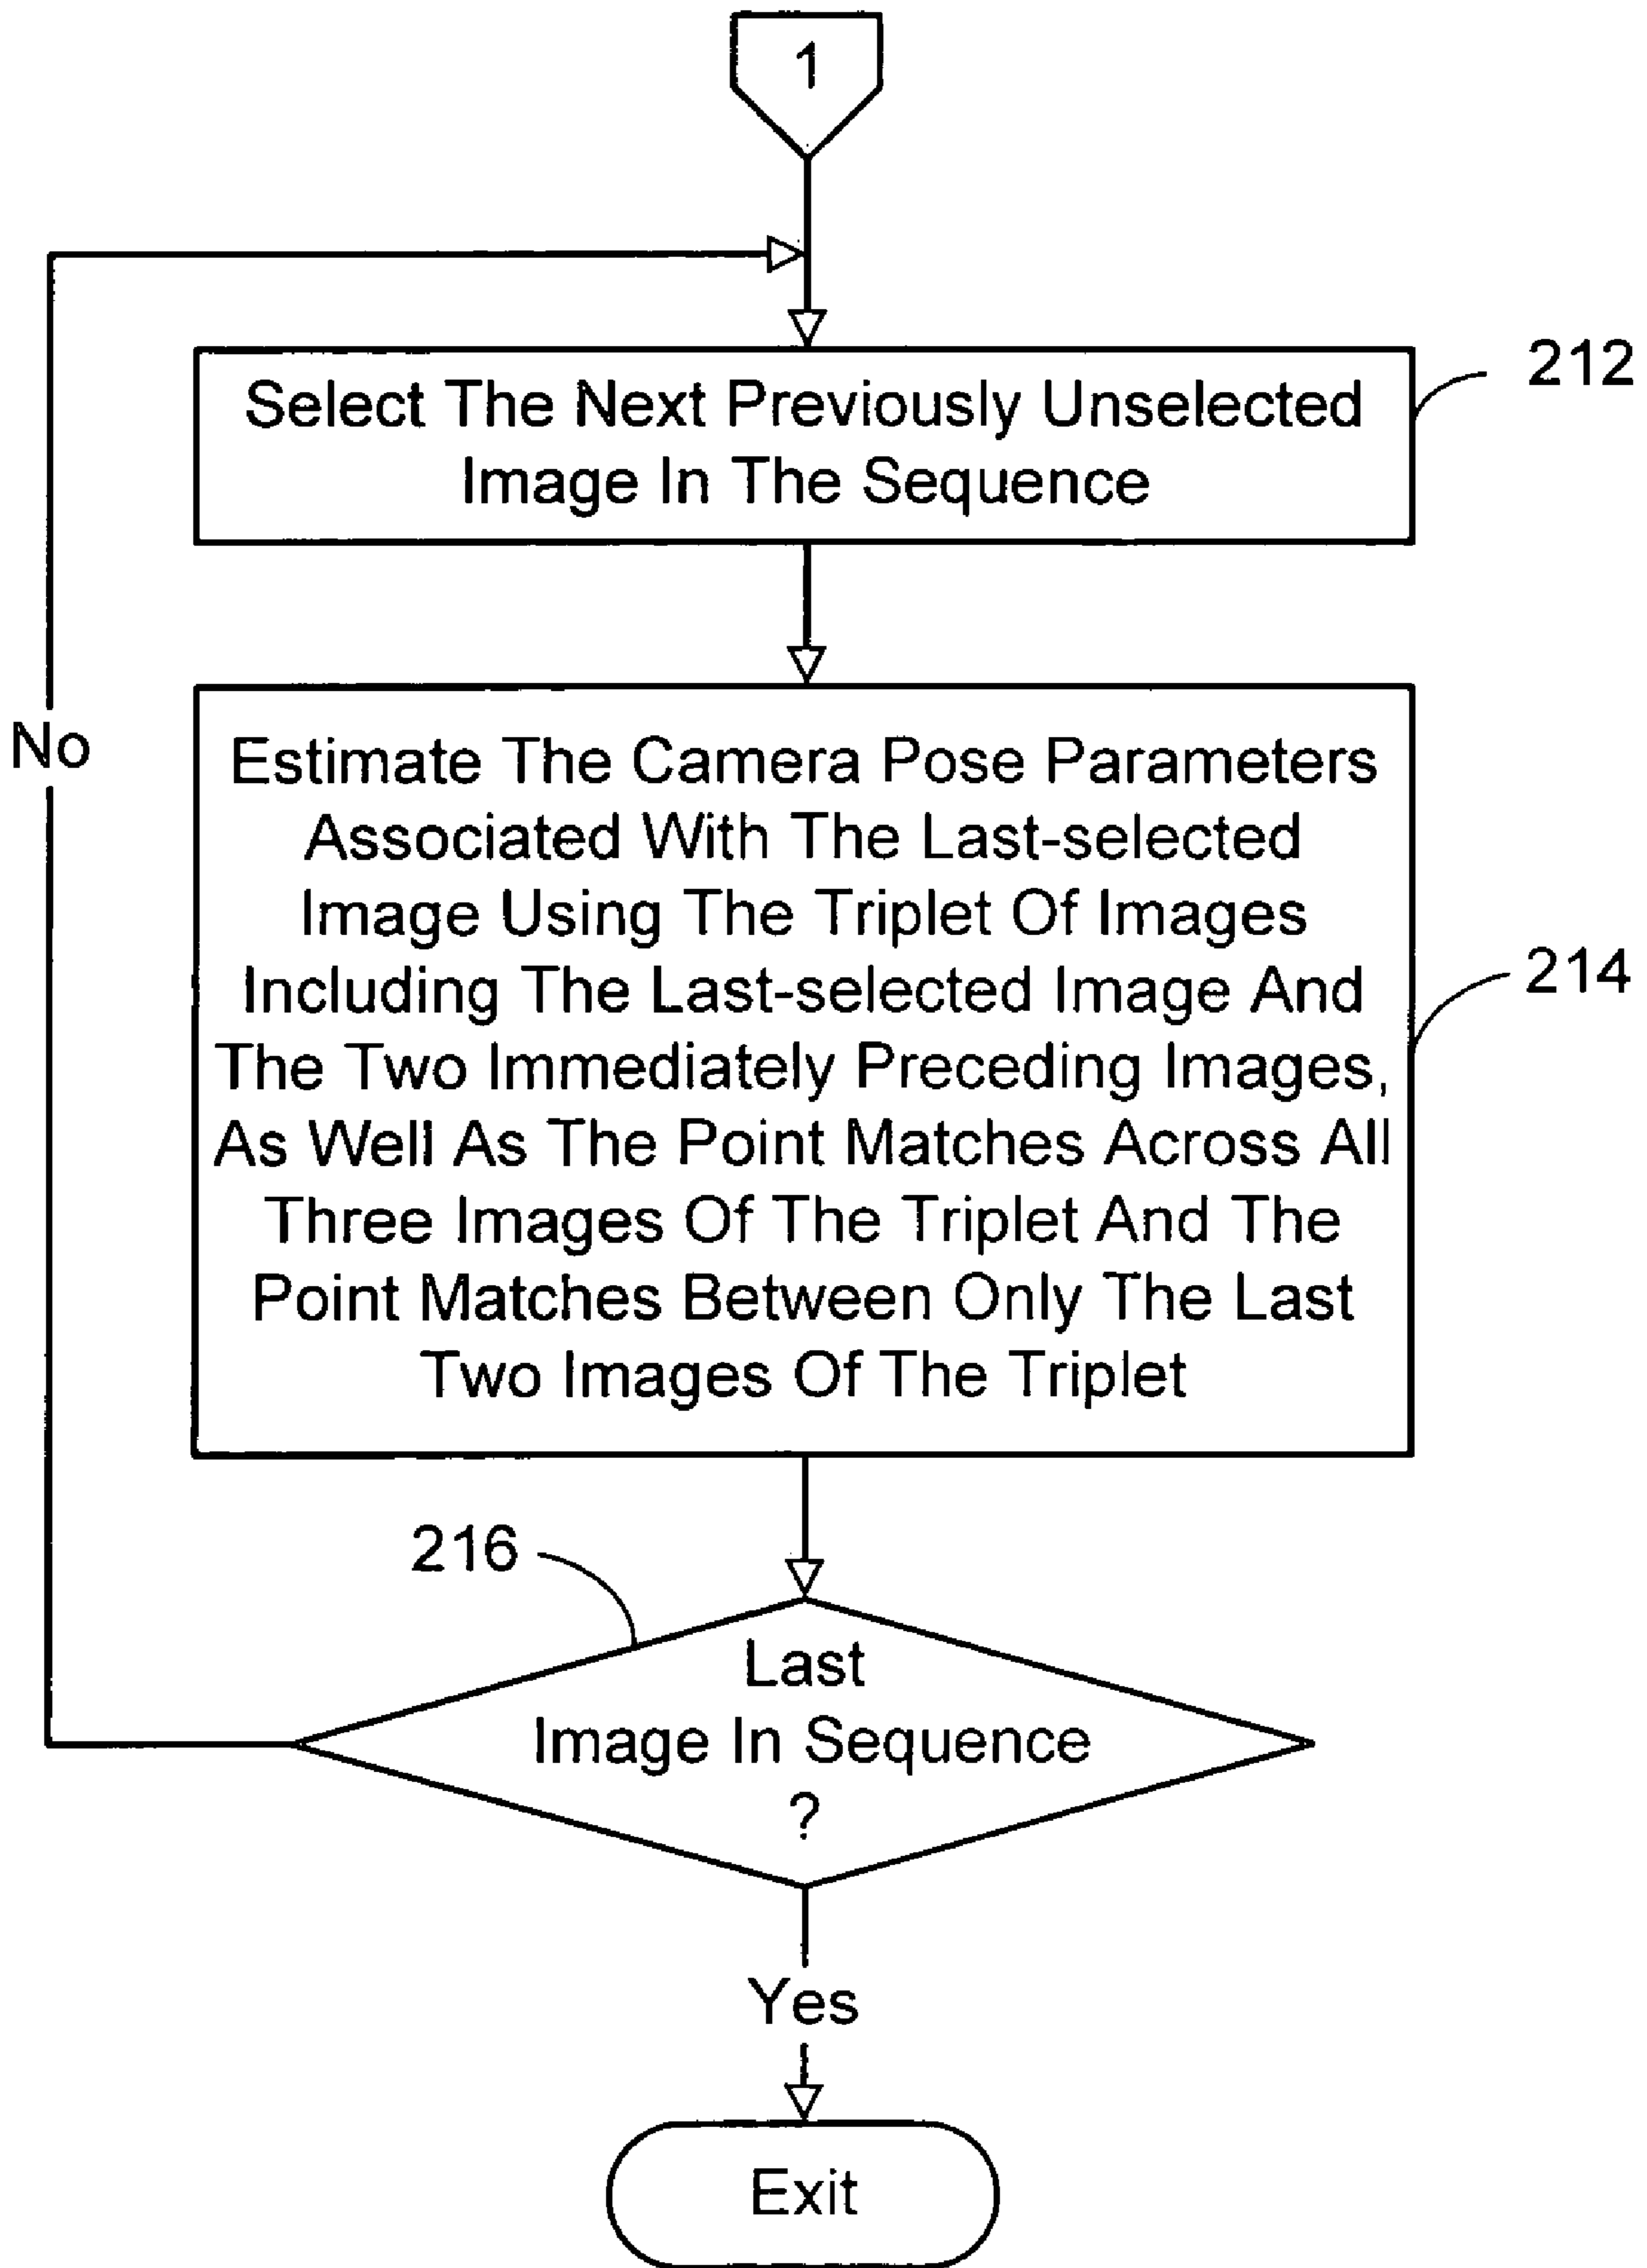 1
Select The Next Previously Unselected
Image In The Sequence
212
No
Estimate The Camera Pose Parameters
Associated With The Last-selected
Image Using The Triplet Of Images
Including The Last-selected Image And
The Two Immediately Preceding Images,
As Well As The Point Matches Across All
Three Images Of The Triplet And The
Point Matches Between Only The Last
Two Images Of The Triplet
214
216
Last
Image In Sequence
?
Yes
Exit